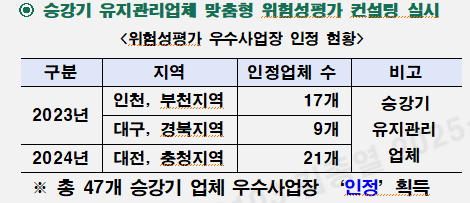 ◎ 승강기 유지관리업체 맞춤형 위험성평가 컨설팅 실시
<위험성평가 우수사업장 인정 현황>
구분 지역 인정업체 수 비고
2023년 인천, 부천지역 17개 승강기 유지관리 업체
대구, 경북지역 9개
2024년 대전, 충청지역 21개
※ 총 47개 승강기 업체 우수사업장 ‘인정’ 획득